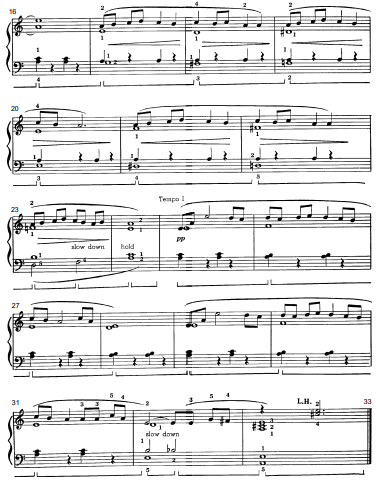 16
20
Tempo I
23
slow down hold
pp
27
31 L.H. 33
slow down